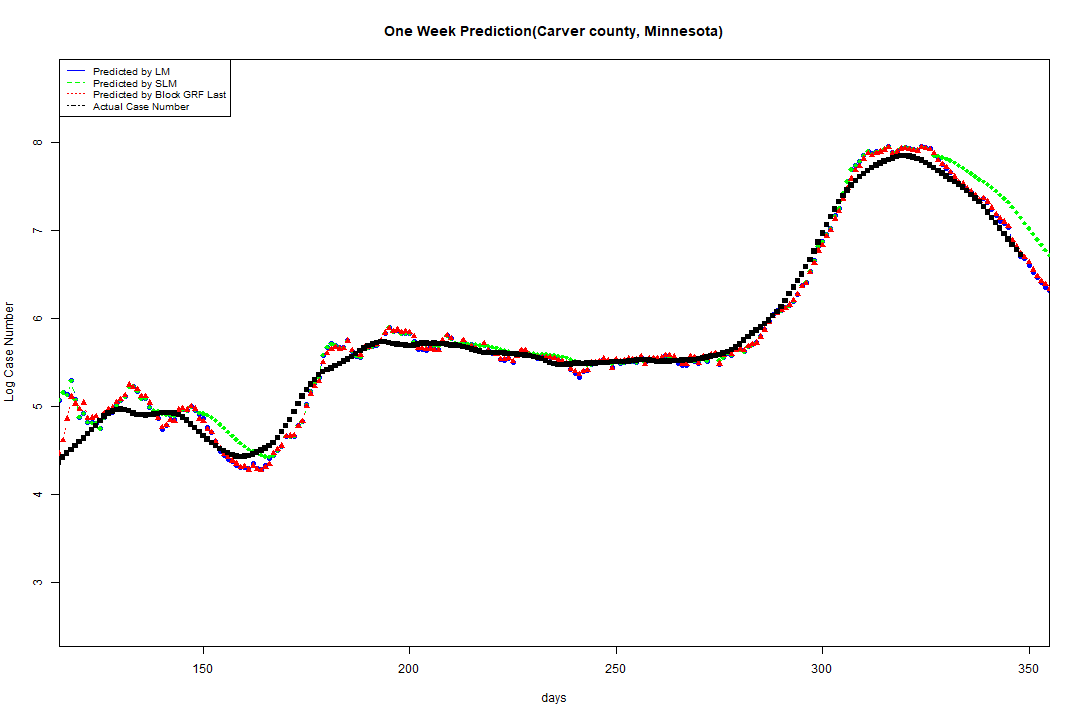 One Week Prediction(Carver county, Minnesota)
Predicted by LM
Predicted by SLM
Predicted by Block GRF Last
Actual Case Number
8
7
6
5
4
3
Log Case Number
150 200 250 300 350
days